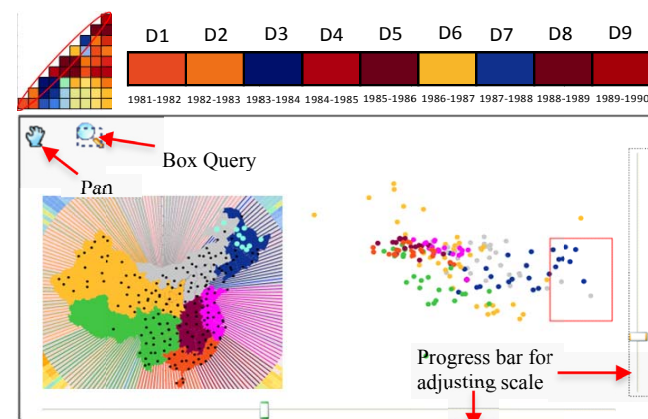 D1 D2 D3 D4 D5 D6 D7 D8 D9
1981-1982 1982-1983 1983-1984 1984-1985 1985-1986 1986-1987 1987-1988 1988-1989 1989-1990
Box Query
Pan
Progress bar for
adjusting scale